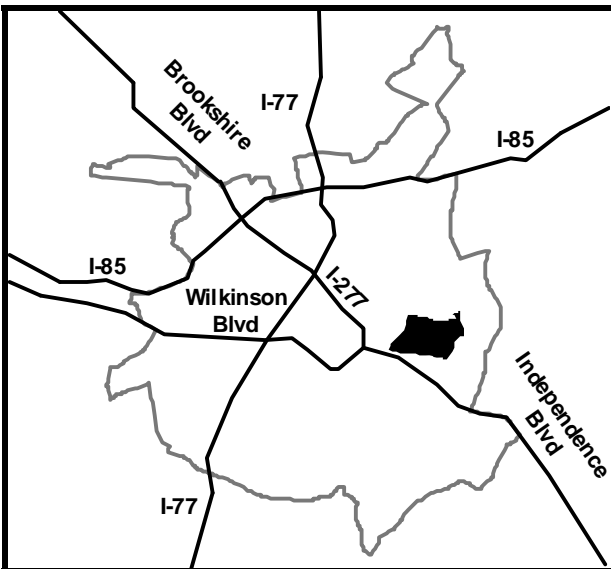 Brookshire
Blvd
I-77
I-85
I-85
Wilkinson
Blvd
I-277
Independence
Blvd
I-77